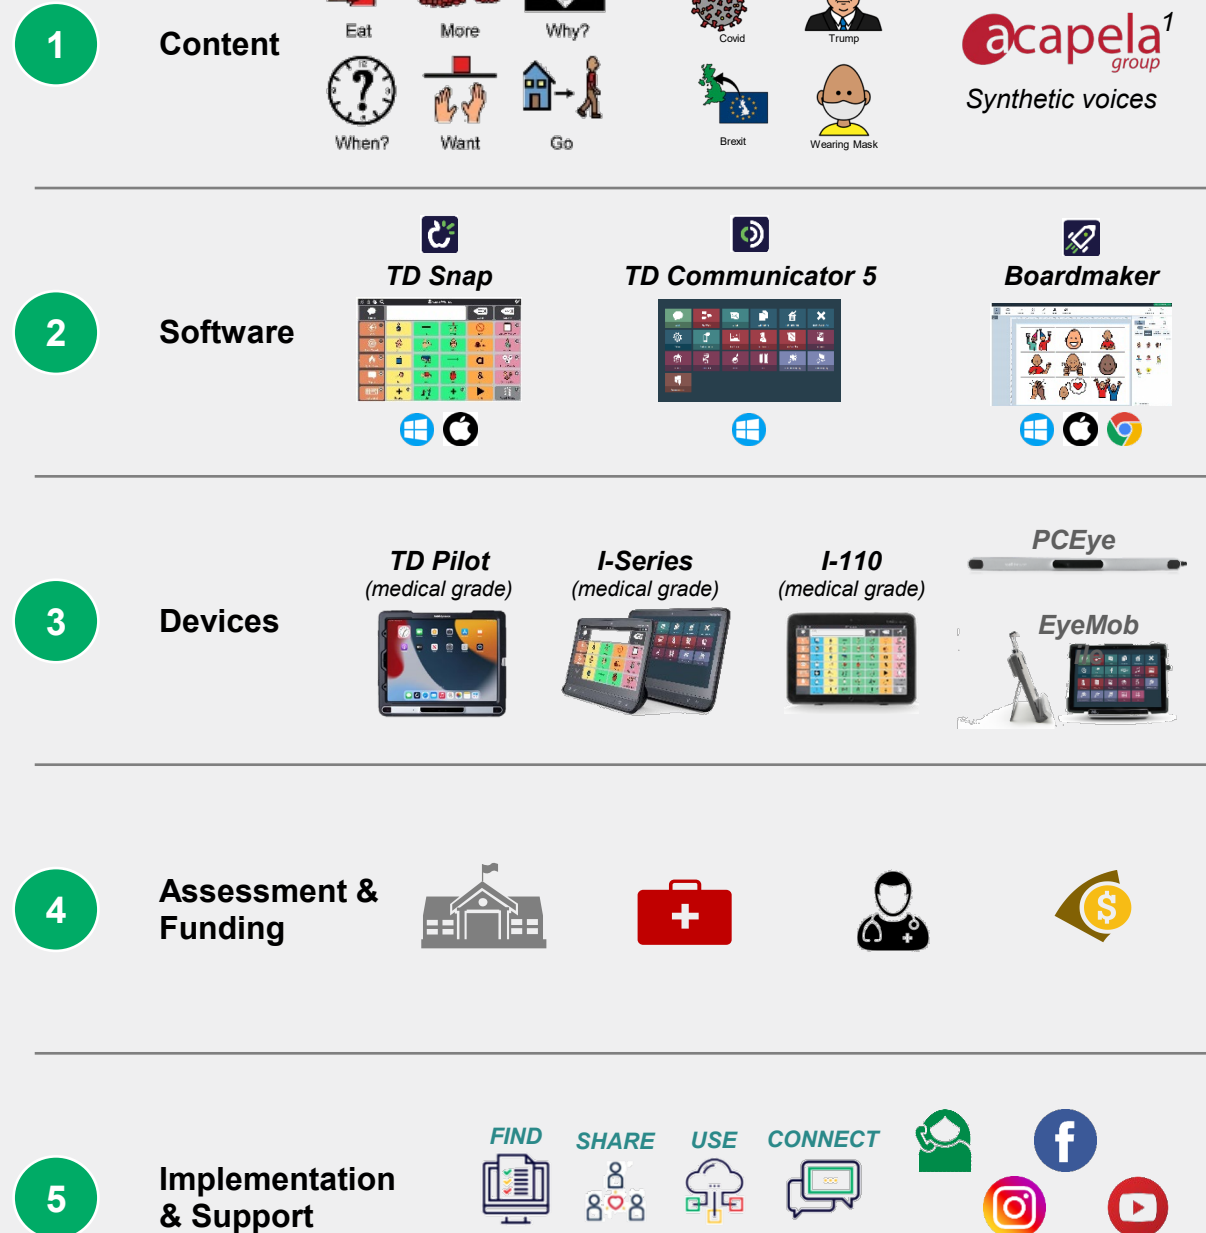 1
Content
Eat
More
Why?
When?
Want
Go
Covid
Trump
Brexit
Wearing Mask
acapela
group
1
Synthetic voices
2
Software
TD Snap
TD Communicator 5
Boardmaker
3
Devices
TD Pilot
(medical grade)
I-Series
(medical grade)
I-110
(medical grade)
PCEye
EyeMob
ile
4
Assessment &
Funding
5
Implementation
& Support
FIND
SHARE
USE
CONNECT